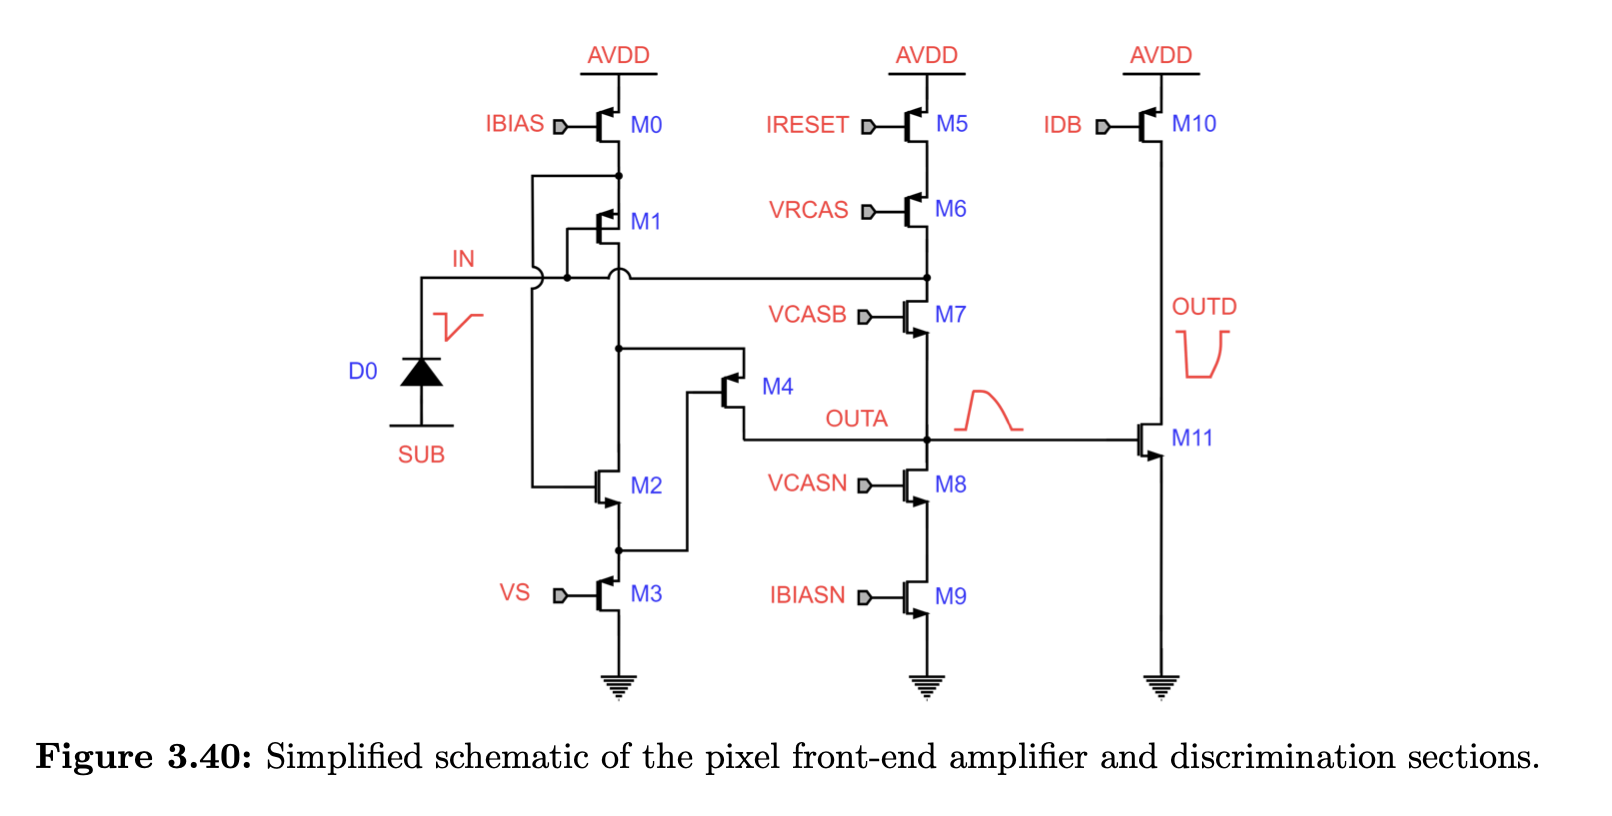 AVDD AVDD AVDD
IBIAS M0 IRESET M5 IDB M10
M1 VRCAS M6
IN
VCASB M7 OUTD
D0 M4
OUTA M11
SUB
M2 VCASN M8
VS M3 IBIASN M9
Figure 3.40: Simplified schematic of the pixel front-end amplifier and discrimination sections.